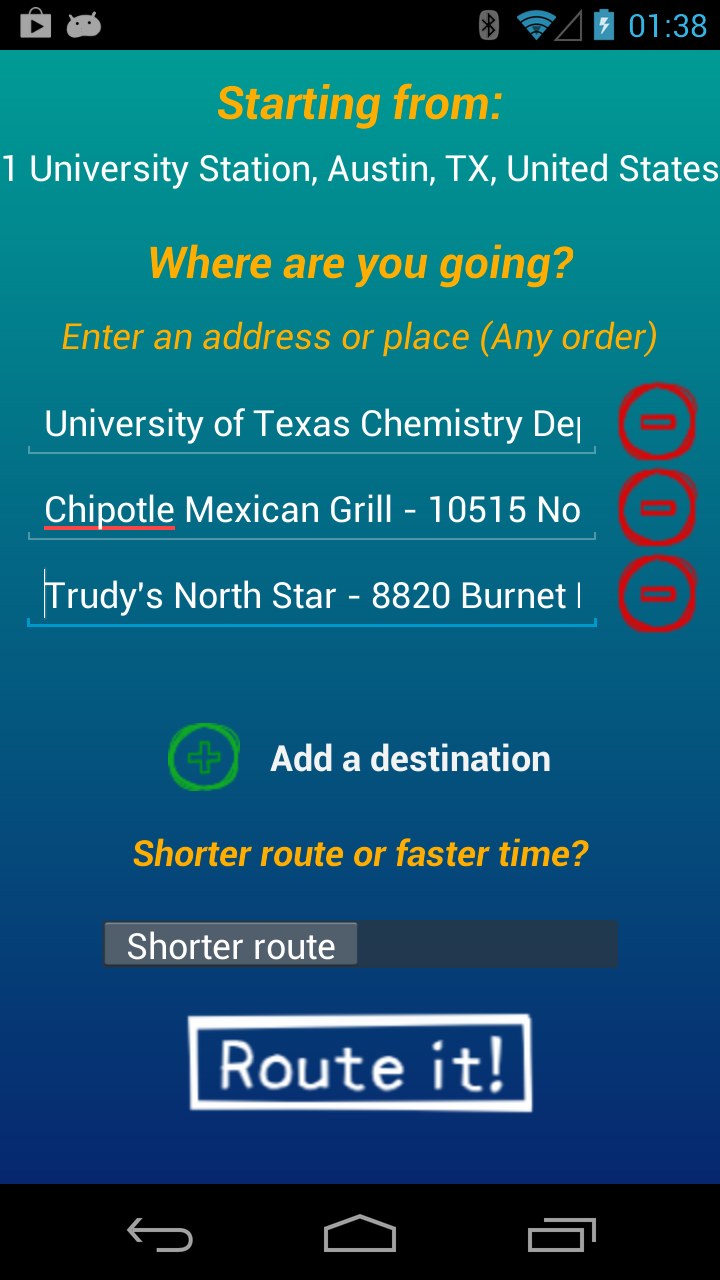 01:38
Starting from:
1 University Station, Austin, TX, United States
Where are you going?
Enter an address or place (Any order)
University of Texas Chemistry Dep
Chipotle Mexican Grill - 10515 No
Trudy's North Star - 8820 Burnet
Add a destination
Shorter route or faster time?
Shorter route
Route it!